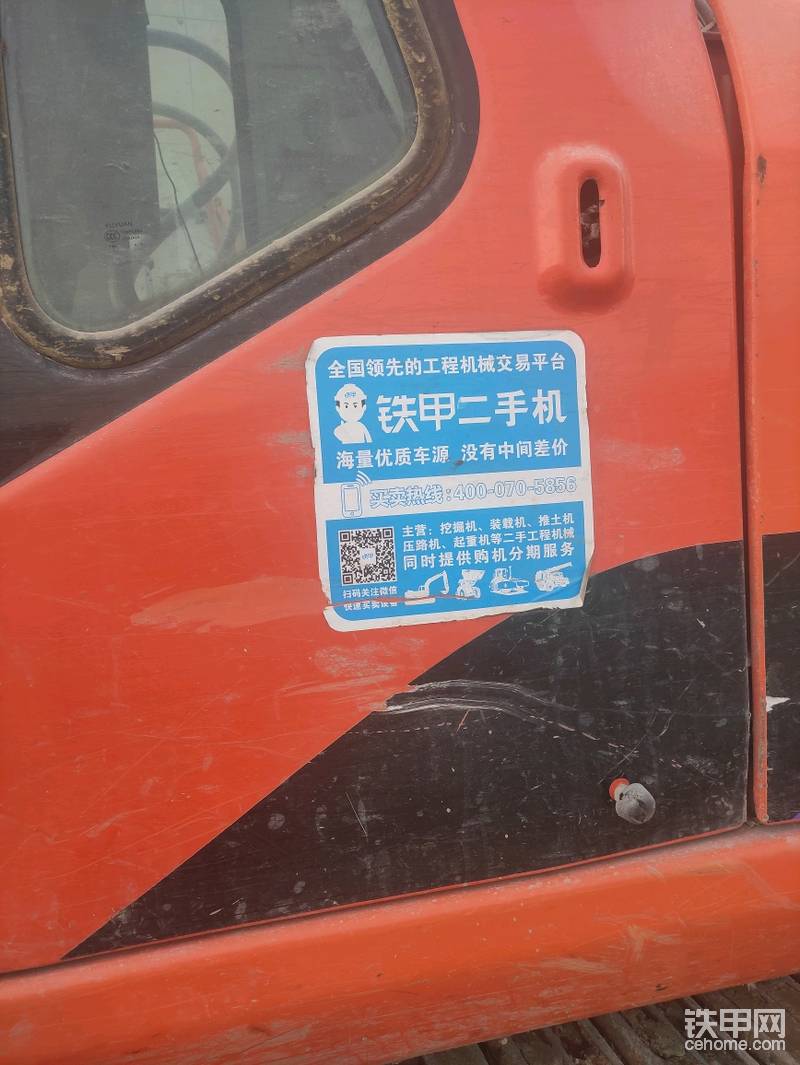 全国领先的工程机械交易平台
铁甲二手机
海量优质车源 没有中间差价
买卖热线:400-070-5856
主营:挖掘机、装载机、推土机
压路机、起重机等二手工程机械
同时提供购机分期服务
扫码关注微信
快速买卖设备
铁甲网
cehome.com